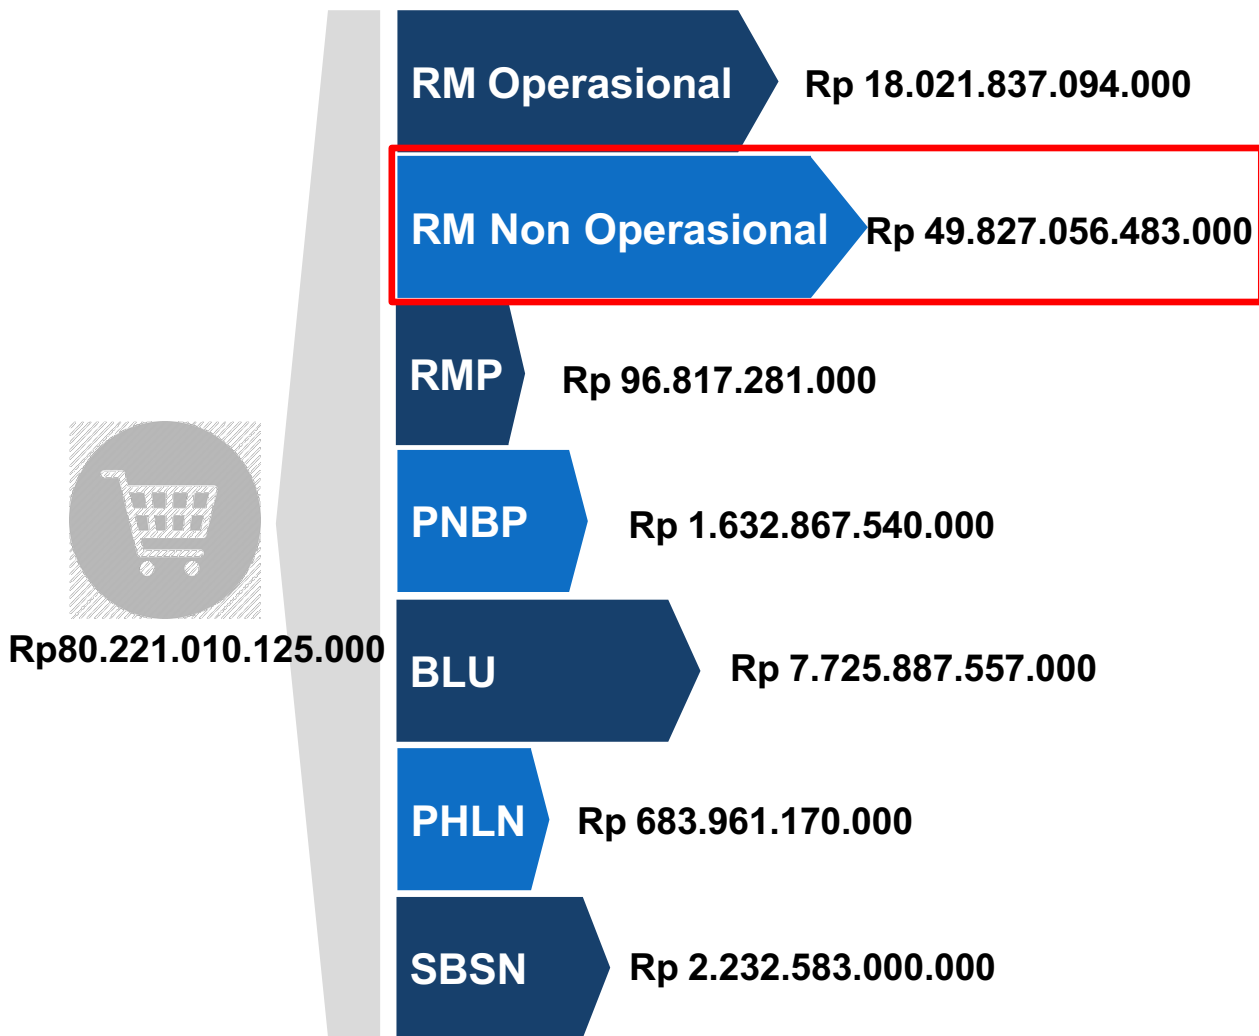 RM Operasional Rp 18.021.837.094.000
RM Non Operasional Rp 49.827.056.483.000
RMP Rp 96.817.281.000
PNBP Rp 1.632.867.540.000
Rp80.221.010.125.000
BLU Rp 7.725.887.557.000
PHLN Rp 683.961.170.000
SBSN Rp 2.232.583.000.000